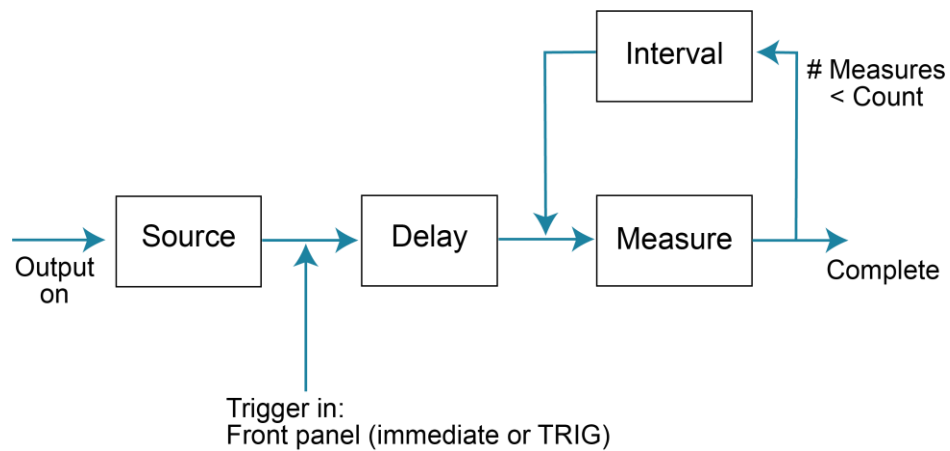 Interval
# Measures
< Count
Source
Delay
Measure
Output
on
Complete
Trigger in:
Front panel (immediate or TRIG)